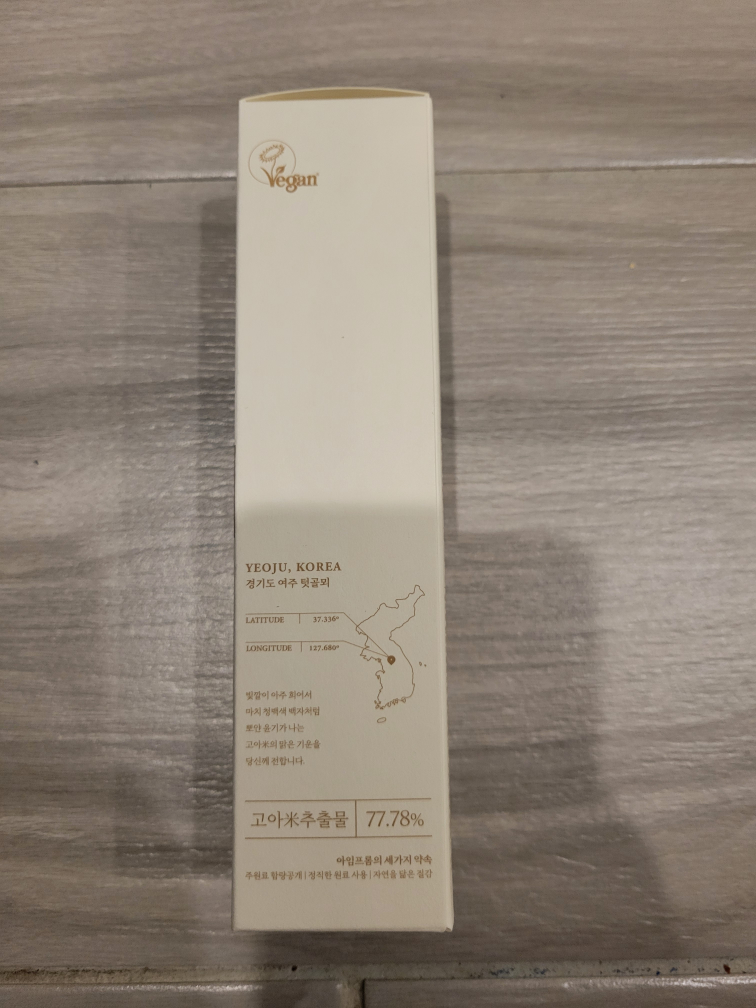 Vegan
YEOJU, KOREA
경기도 여주 텃골뫼
LATITUDE 37.336°
LONGITUDE 127.680°
빛깔이 아주 희어서
마치 청백색 백자처럼
뽀얀 윤기가 나는
고아米의 맑은 기운을
당신께 전합니다.
고아米추출물 77.78%
아임프롬의 세가지 약속
주원료 함량공개 | 정직한 원료 사용 | 자연을 닮은 질감